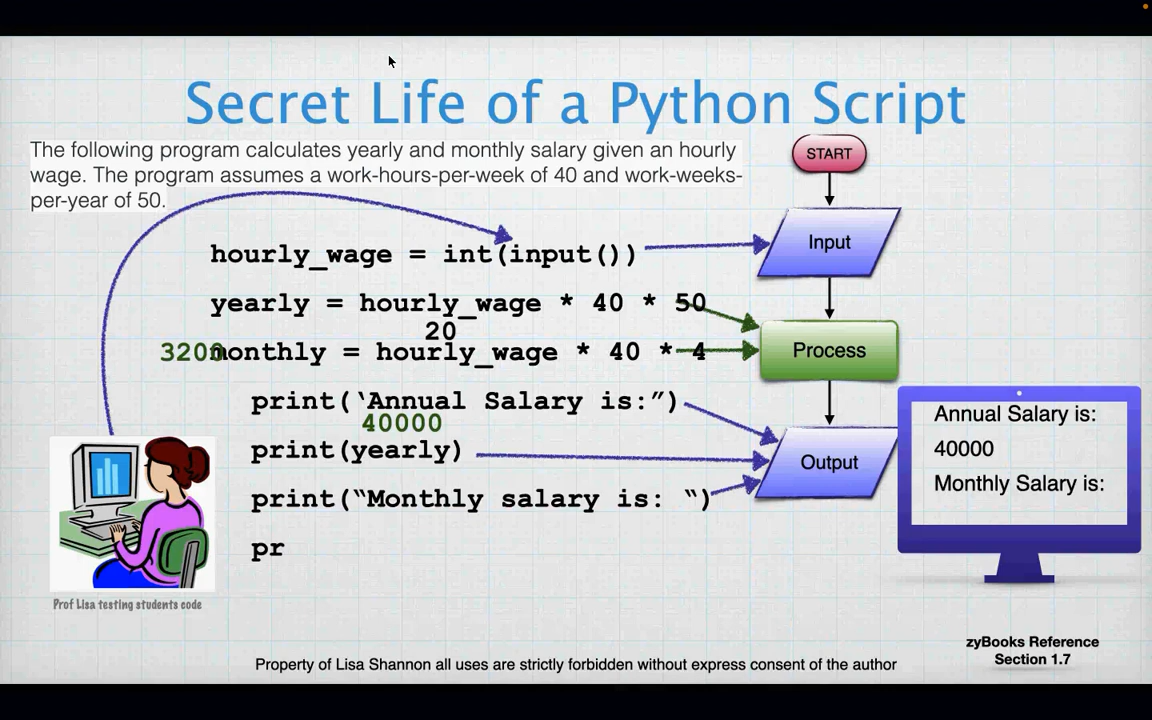 Secret Life of a Python Script
The following program calculates yearly and monthly salary given an hourly
wage. The program assumes a work-hours-per-week of 40 and work-weeks-
per-year of 50.
START
hourly_wage = int(input())
Input
yearly = hourly_wage * 40 * 50
20
3200
monthly = hourly_wage * 40 * 4
Process
print(‘Annual Salary is:”)
40000
print(yearly)
Output
print(“Monthly salary is: “)
pr
Annual Salary is:
40000
Monthly Salary is:
Prof Lisa testing students code
zyBooks Reference
Section 1.7
Property of Lisa Shannon all uses are strictly forbidden without express consent of the author